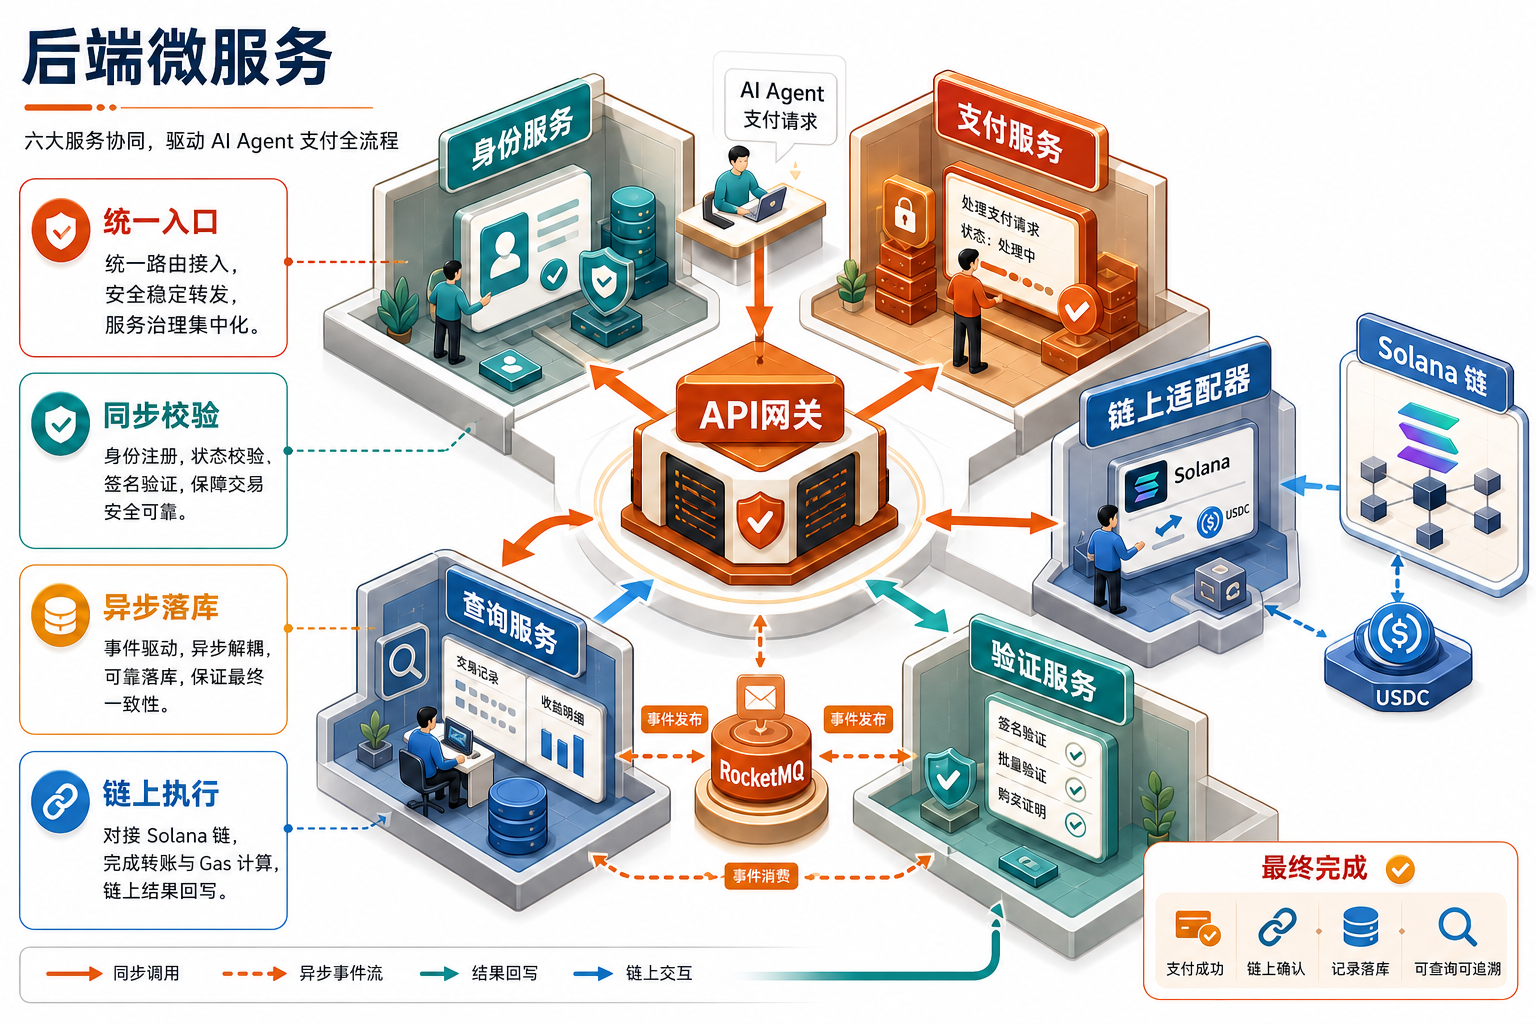 后端微服务
六大服务协同，驱动 AI Agent 支付全流程
统一入口
统一路由接入，
安全稳定转发，
服务治理集中化。
同步校验
身份注册, 状态校验、
签名验证，保障交易
安全可靠。
异步落库
事件驱动, 异步解耦,
可靠落库, 保证最终
一致性。
链上执行
对接 Solana 链,
完成转账与 Gas 计算,
链上结果回写。
身份服务
AI Agent
支付请求
支付服务
处理支付请求
状态：处理中
API网关
链上适配器
Solana
USDC
Solana 链
USDC
查询服务
交易记录
收益明细
事件发布
RocketMQ
事件发布
事件消费
验证服务
签名验证
批量验证
证明
最终完成
支付成功
链上确认
记录落库
可查询可追溯
同步调用
异步事件流
结果回写
链上交互